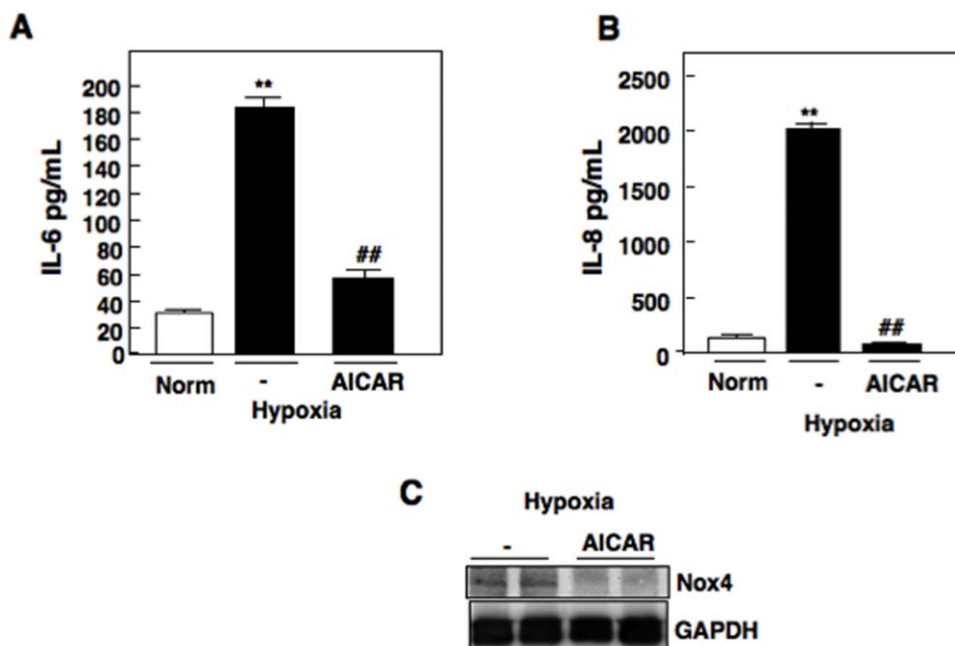 A
IL-6 pg/mL
200
180
160
140
120
100
80
60
40
20
0
**
##
Norm - AICAR
Hypoxia
B
IL-8 pg/mL
2500
2000
1500
1000
500
0
**
##
Norm - AICAR
Hypoxia
C
Hypoxia
- AICAR
Nox4
GAPDH